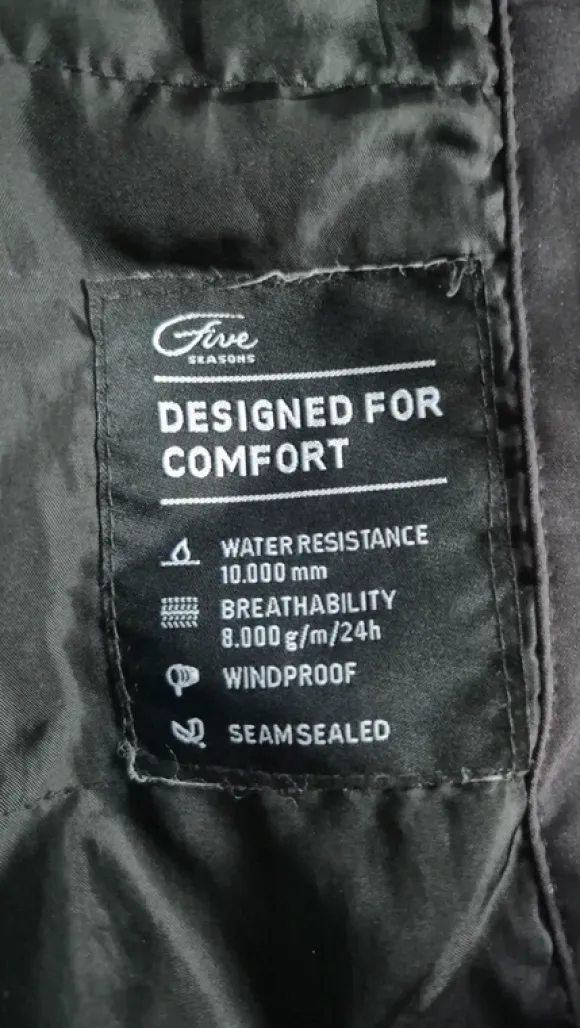 Five
SEASONS
DESIGNED FOR
COMFORT
WATER RESISTANCE
10.000 mm
BREATHABILITY
8.000 g/m/24h
WINDPROOF
SEAMSEALED